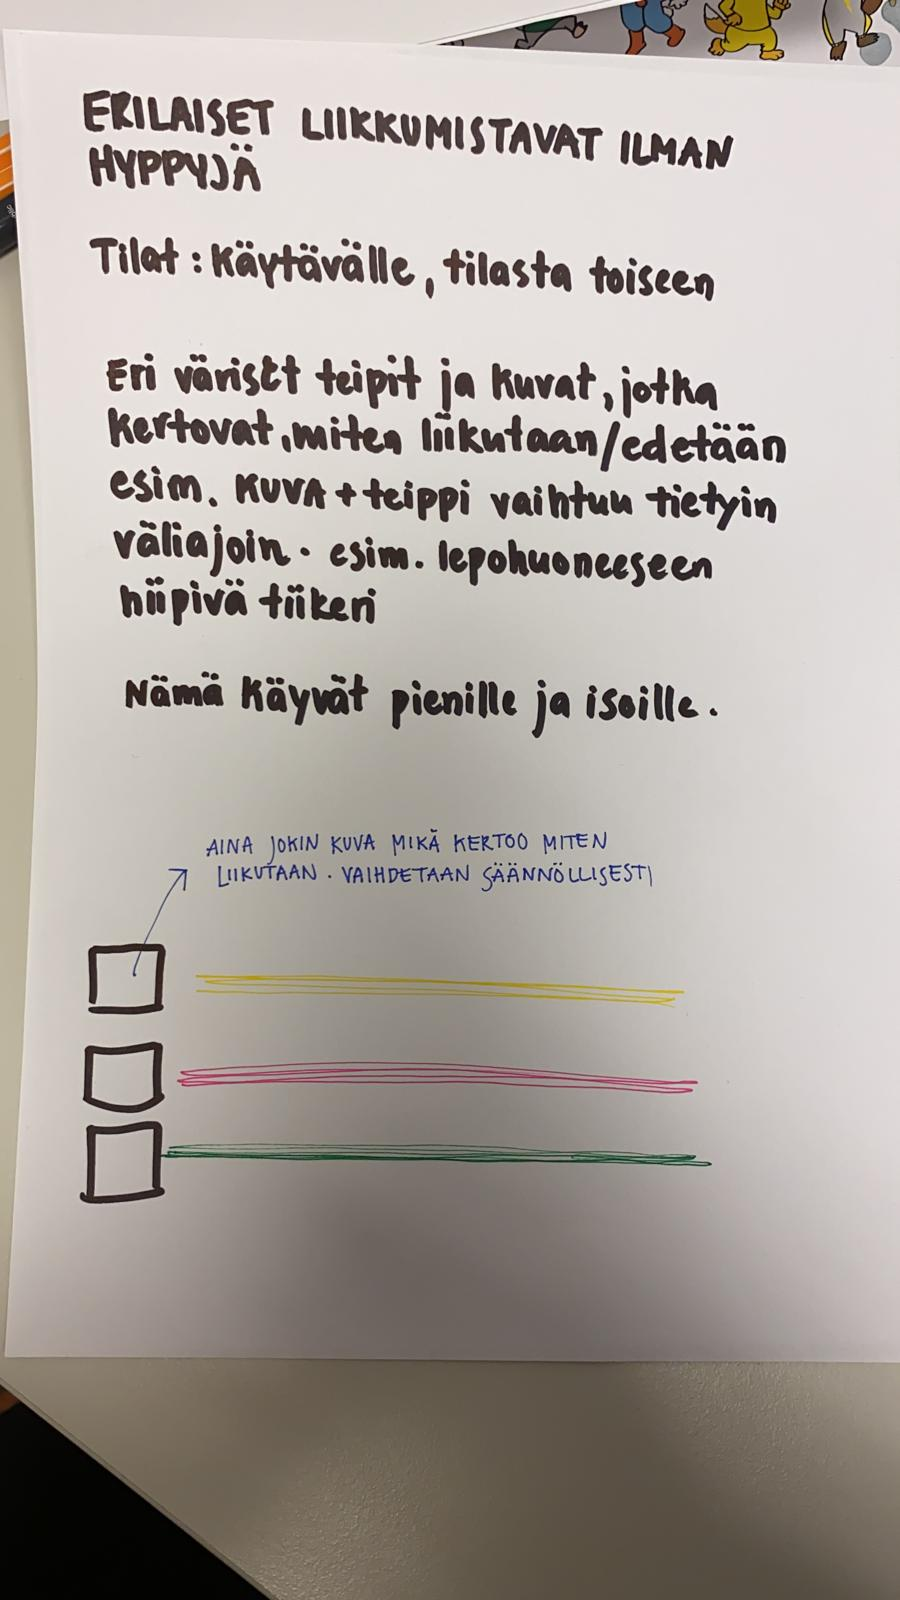 ERILAISET LIIKKUMISTAVAT ILMAN
HYPPYJÄ
Tilat: Käytävälle, tilasta toiseen
Eri väriset teipit ja kuvat, jotka
kertovat, miten liikutaan/edetään
esim. KUVA + teippi vaihtuu tietyin
väliajoin. esim. lepohuoneeseen
hiipivä tiikeri
Nämä käyvät pienille ja isoille.
AINA JOKIN KUVA MIKÄ KERTOO MITEN
LIIKUTAAN. VAIHDETAAN SÄÄNNÖLLISESTI